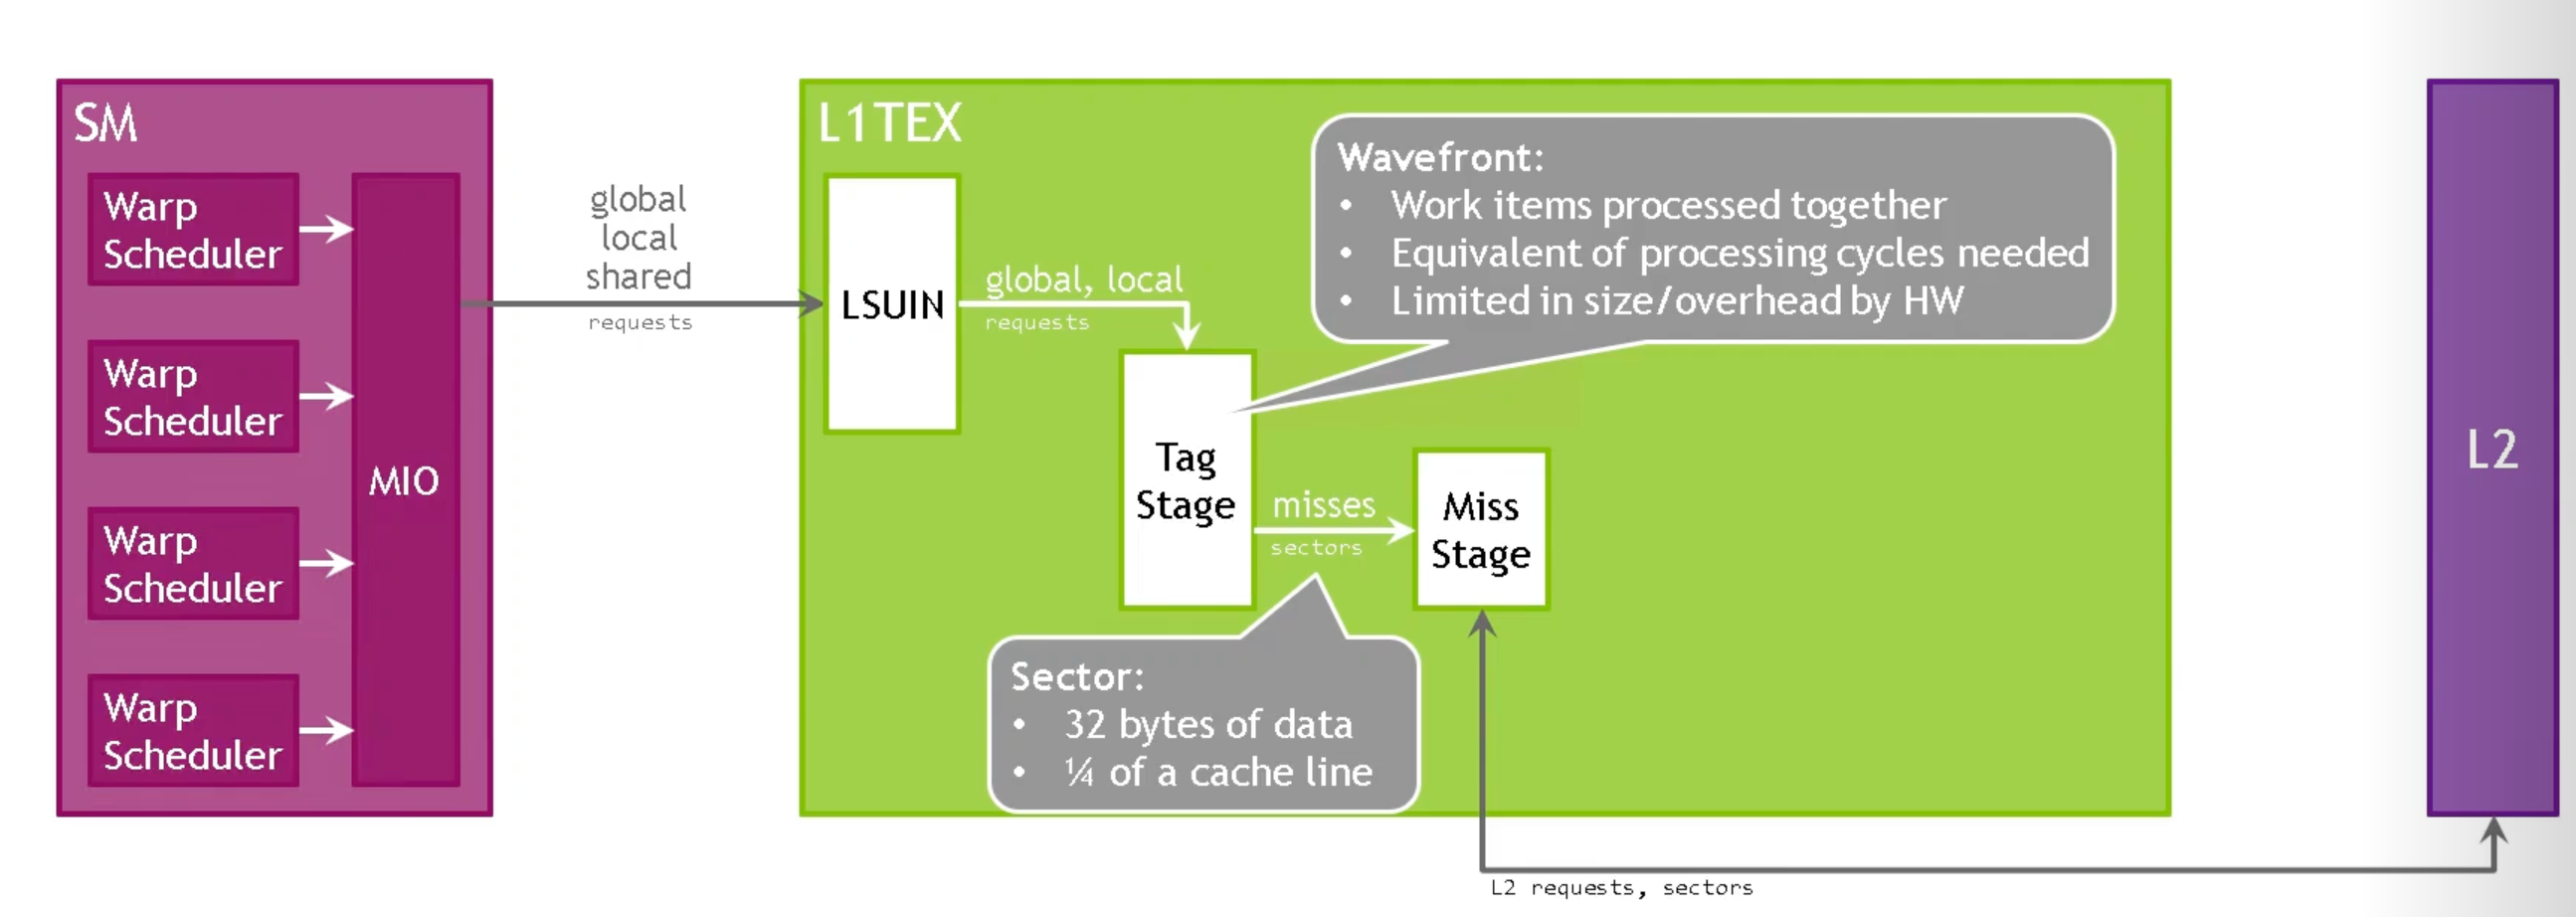 SM
Warp
Scheduler
Warp
Scheduler
Warp
Scheduler
Warp
Scheduler
MIO
global
local
shared
requests
L1TEX
LSUIN
global, local
requests
Wavefront:
• Work items processed together
• Equivalent of processing cycles needed
• Limited in size/overhead by HW
Tag
Stage
misses
sectors
Miss
Stage
Sector:
• 32 bytes of data
• ¼ of a cache line
L2 requests, sectors
L2